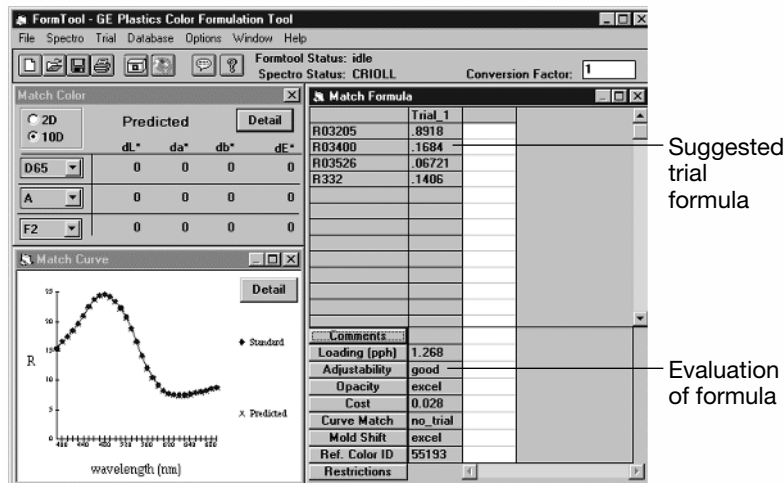 FormTool - GE Plastics Color Formulation Tool
File Spectro Trial Database Options Window Help
Formtool Status: idle
Spectro Status: CRIOLL
Conversion Factor: 1
Match Color
2D
10D
Predicted
Detail
dL* da* db* dE*
D65 0 0 0 0
A 0 0 0 0
F2 0 0 0 0
Match Curve
Detail
R
Standard
Predicted
wavelength (nm)
Match Formula
Trial_1
R03205 .8918
R03400 .1684
R03526 .06721
R332 .1406
Comments
Loading (pph) 1.268
Adjustability good
Opacity excel
Cost 0.028
Curve Match no_trial
Mold Shift excel
Ref. Color ID 55193
Restrictions
Suggested
trial
formula
Evaluation
of formula